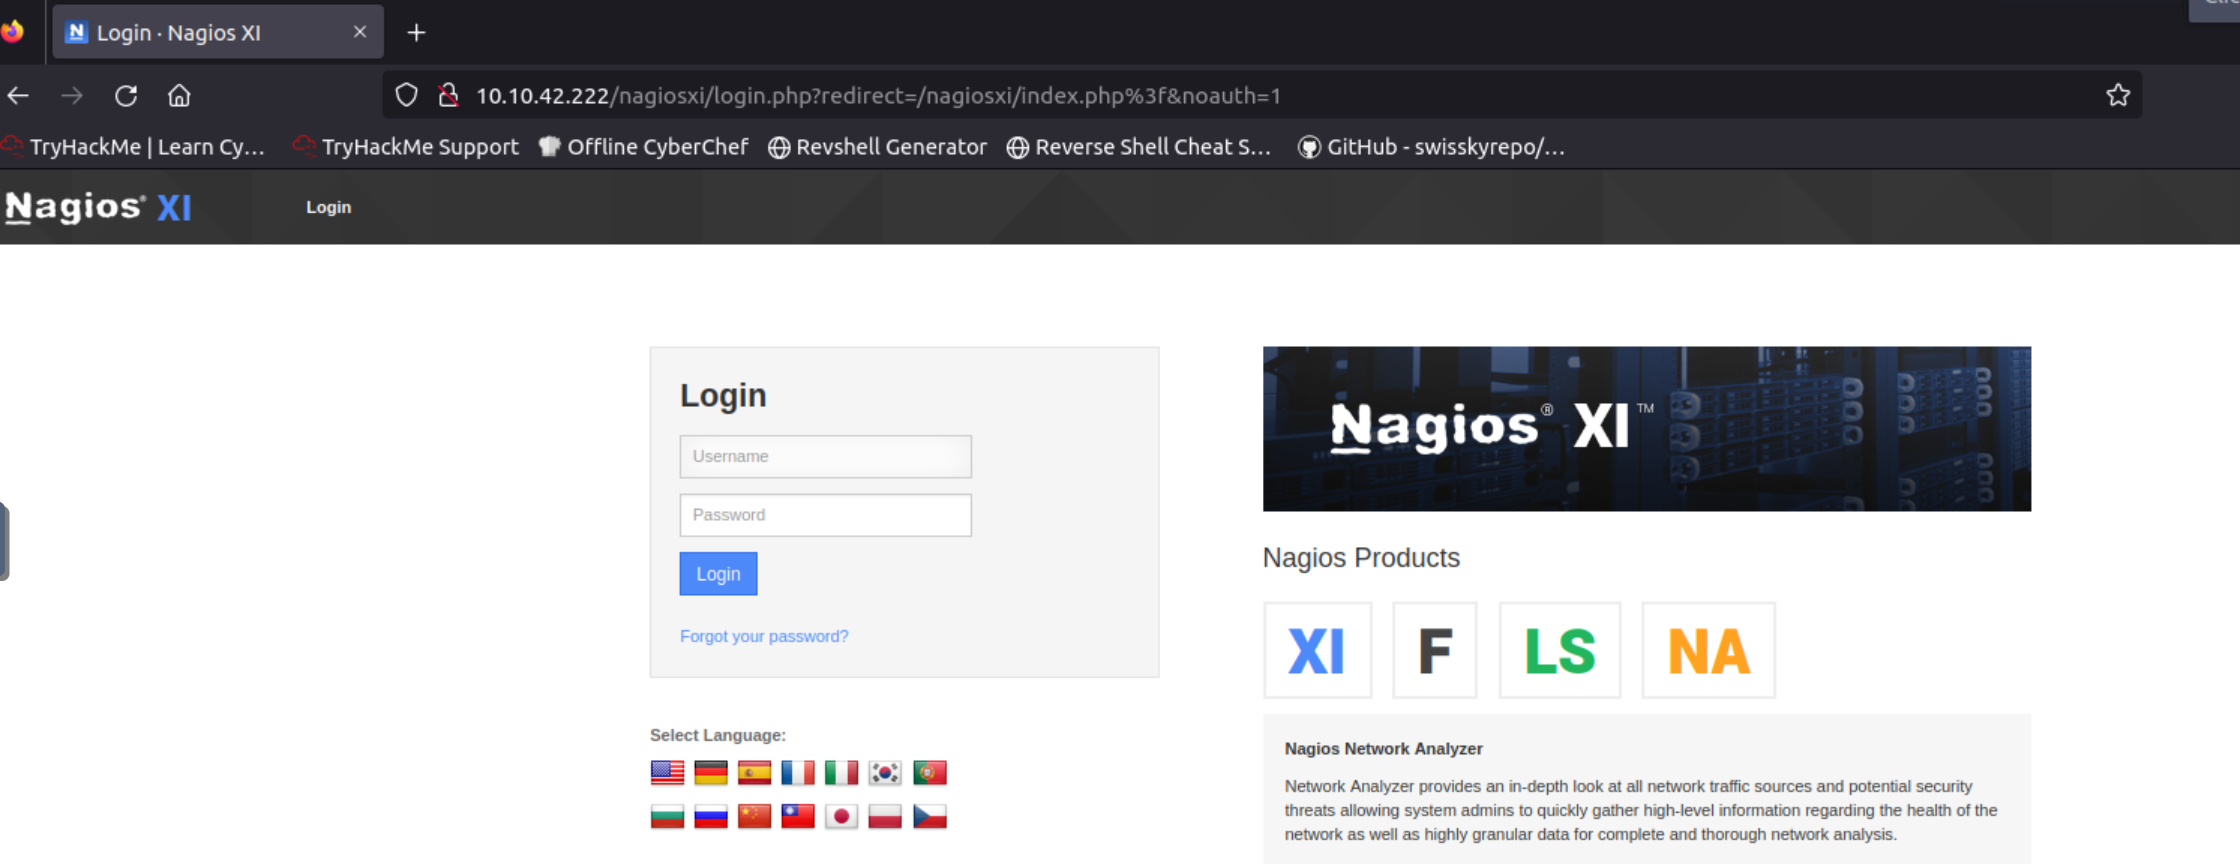 Login · Nagios XI
10.10.42.222/nagiosxi/login.php?redirect=/nagiosxi/index.php%3f&noauth=1
TryHackMe | Learn Cy... TryHackMe Support Offline CyberChef Revshell Generator Reverse Shell Cheat S... GitHub - swisskyrepo/...
Nagios® XI Login
Login
Username
Password
Login
Forgot your password?
Select Language:
Nagios® XI™
Nagios Products
XI F LS NA
Nagios Network Analyzer
Network Analyzer provides an in-depth look at all network traffic sources and potential security
threats allowing system admins to quickly gather high-level information regarding the health of the
network as well as highly granular data for complete and thorough network analysis.